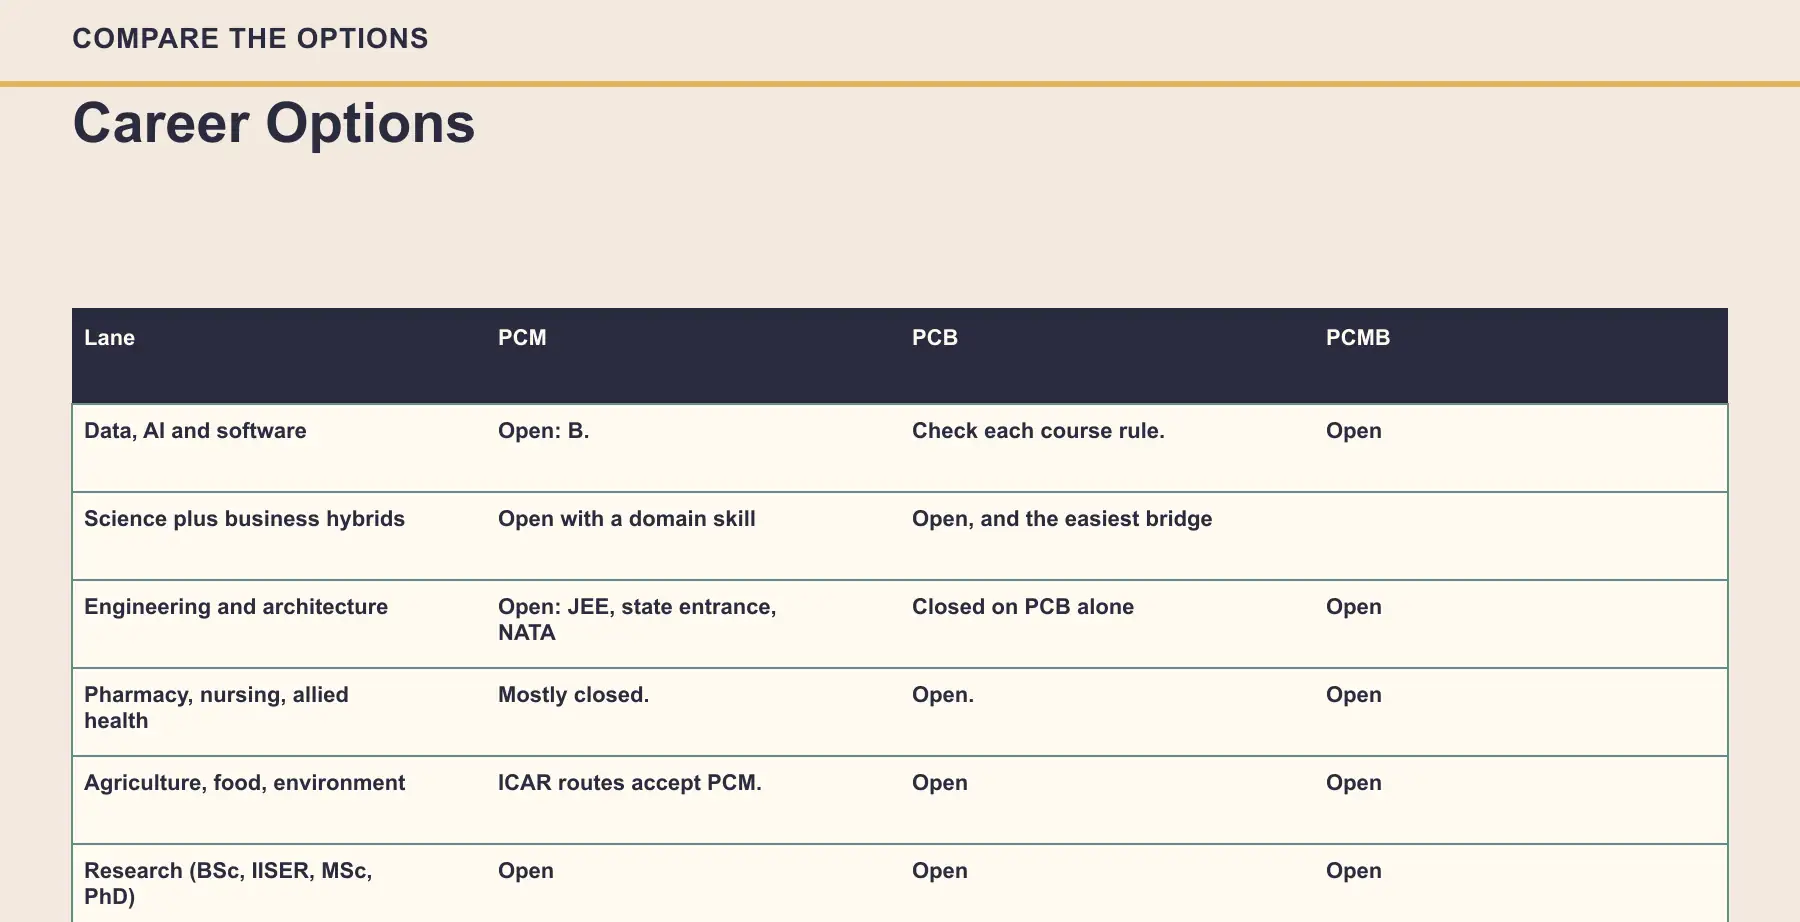 COMPARE THE OPTIONS
Career Options
Lane PCM PCB PCMB
Data, AI and software Open: B. Check each course rule. Open
Science plus business hybrids Open with a domain skill Open, and the easiest bridge
Engineering and architecture Open: JEE, state entrance, Closed on PCB alone Open
NATA
Pharmacy, nursing, allied Mostly closed. Open. Open
health
Agriculture, food, environment ICAR routes accept PCM. Open Open
Research (BSc, IISER, MSc, Open Open Open
PhD)